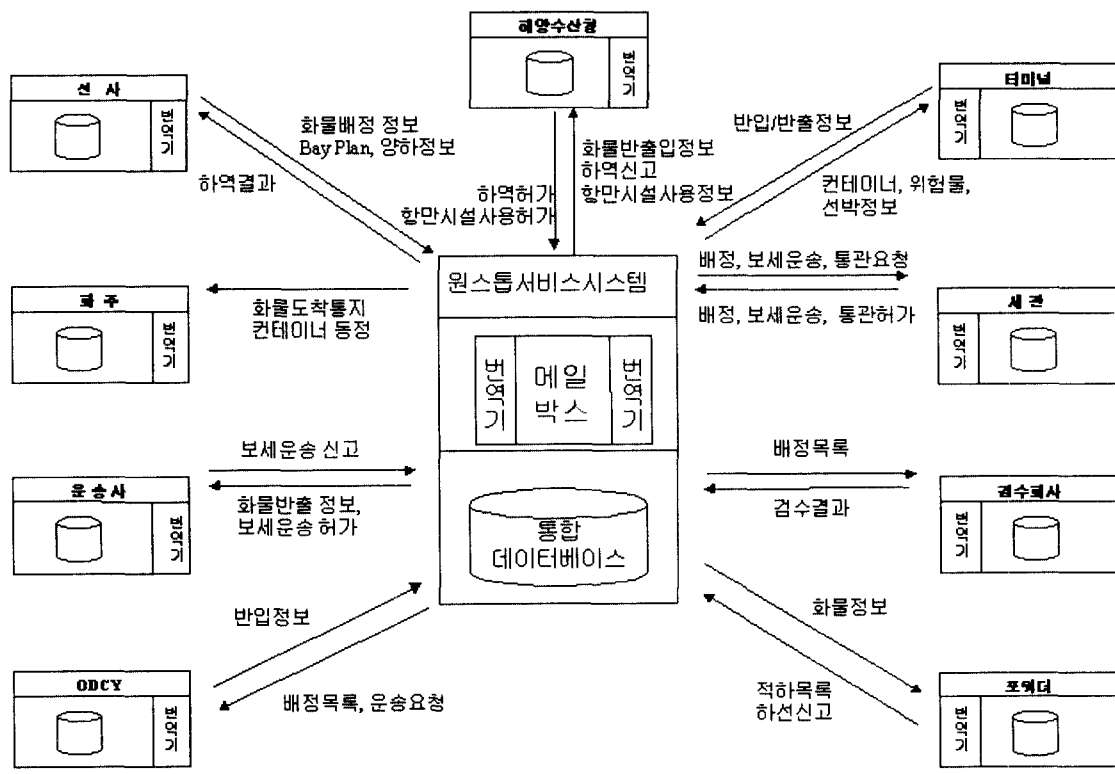 해양수산청
번역기
선 사
번역기
터미널
번역기
화물배정 정보
Bay Plan, 양하정보
하역결과
하역허가
항만시설사용허가
화물반출입정보
하역신고
항만시설사용정보
반입/반출정보
컨테이너, 위험물,
선박정보
원스톱서비스시스템
배정, 보세운송, 통관요청
배정, 보세운송, 통관허가
화 주
번역기
화물도착통지
컨테이너 동정
세 관
번역기
번역기
메일
박스
번역기
보세운송 신고
화물반출 정보,
보세운송 허가
운송사
번역기
배정목록
검수결과
검수회사
번역기
통합
데이터베이스
반입정보
배정목록, 운송요청
ODCY
번역기
화물정보
적하목록
하선신고
포워더
번역기